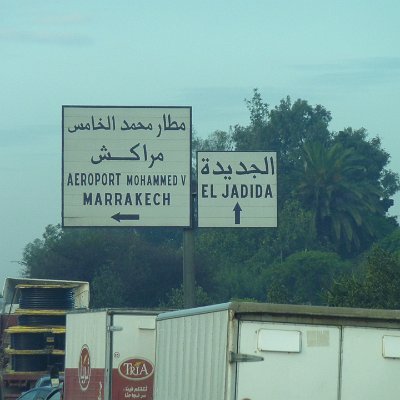 مطار محمد الخامس
مراكش
AEROPORT MOHAMMED V
MARRAKECH
الجديدة
EL JADIDA
TRIA